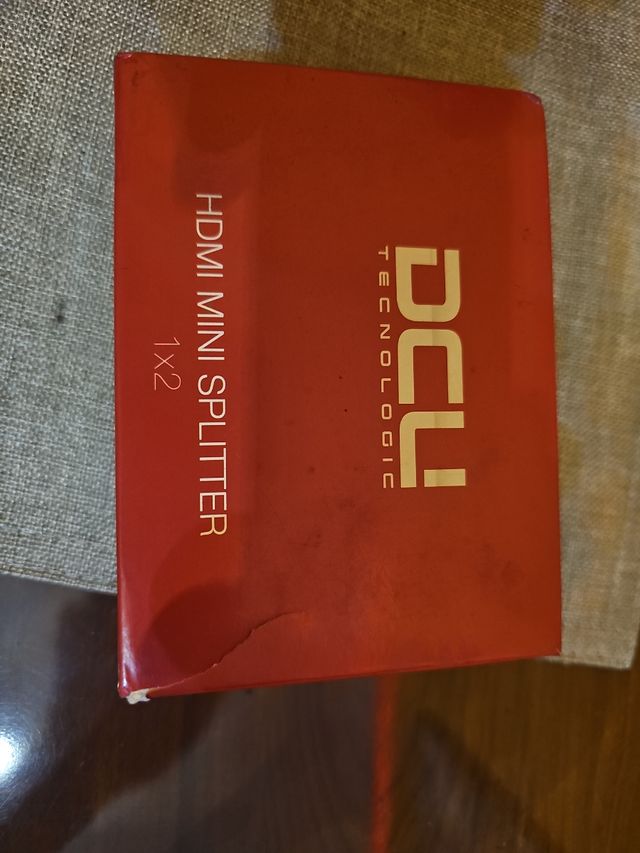 DCU
TECNOLOGIC
HDMI MINI SPLITTER
1x2